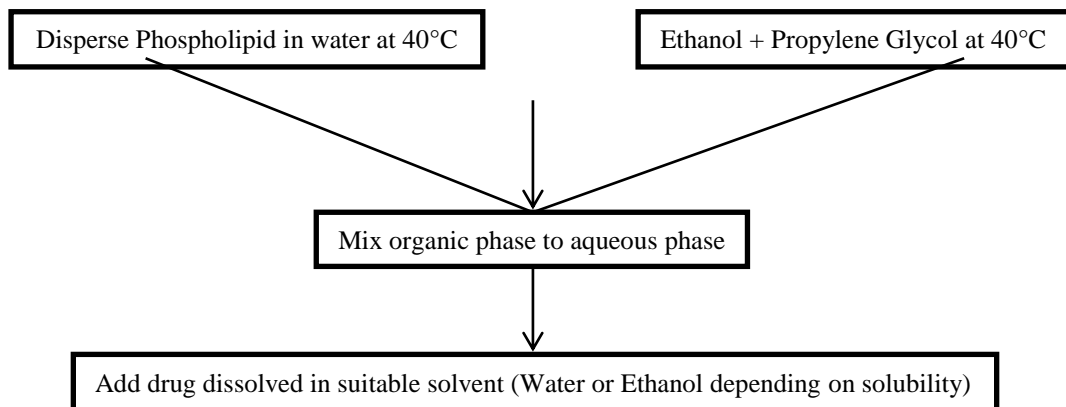 Disperse Phospholipid in water at 40°C
Ethanol + Propylene Glycol at 40°C
Mix organic phase to aqueous phase
Add drug dissolved in suitable solvent (Water or Ethanol depending on solubility)